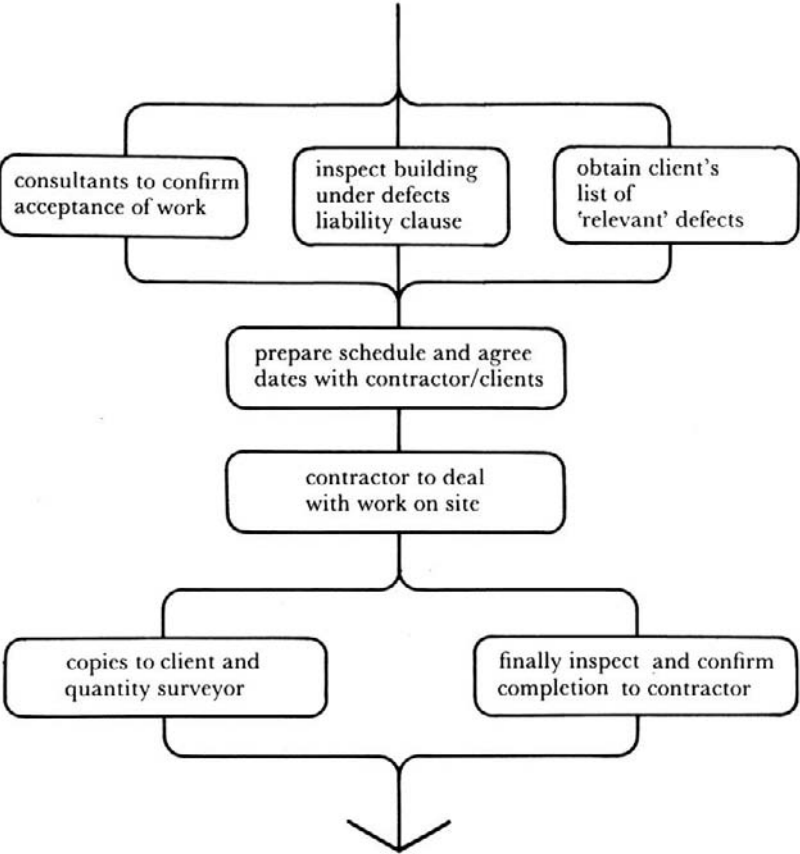 consultants to confirm
acceptance of work
inspect building
under defects
liability clause
obtain client's
list of
'relevant' defects
prepare schedule and agree
dates with contractor/clients
contractor to deal
with work on site
copies to client and
quantity surveyor
finally inspect and confirm
completion to contractor